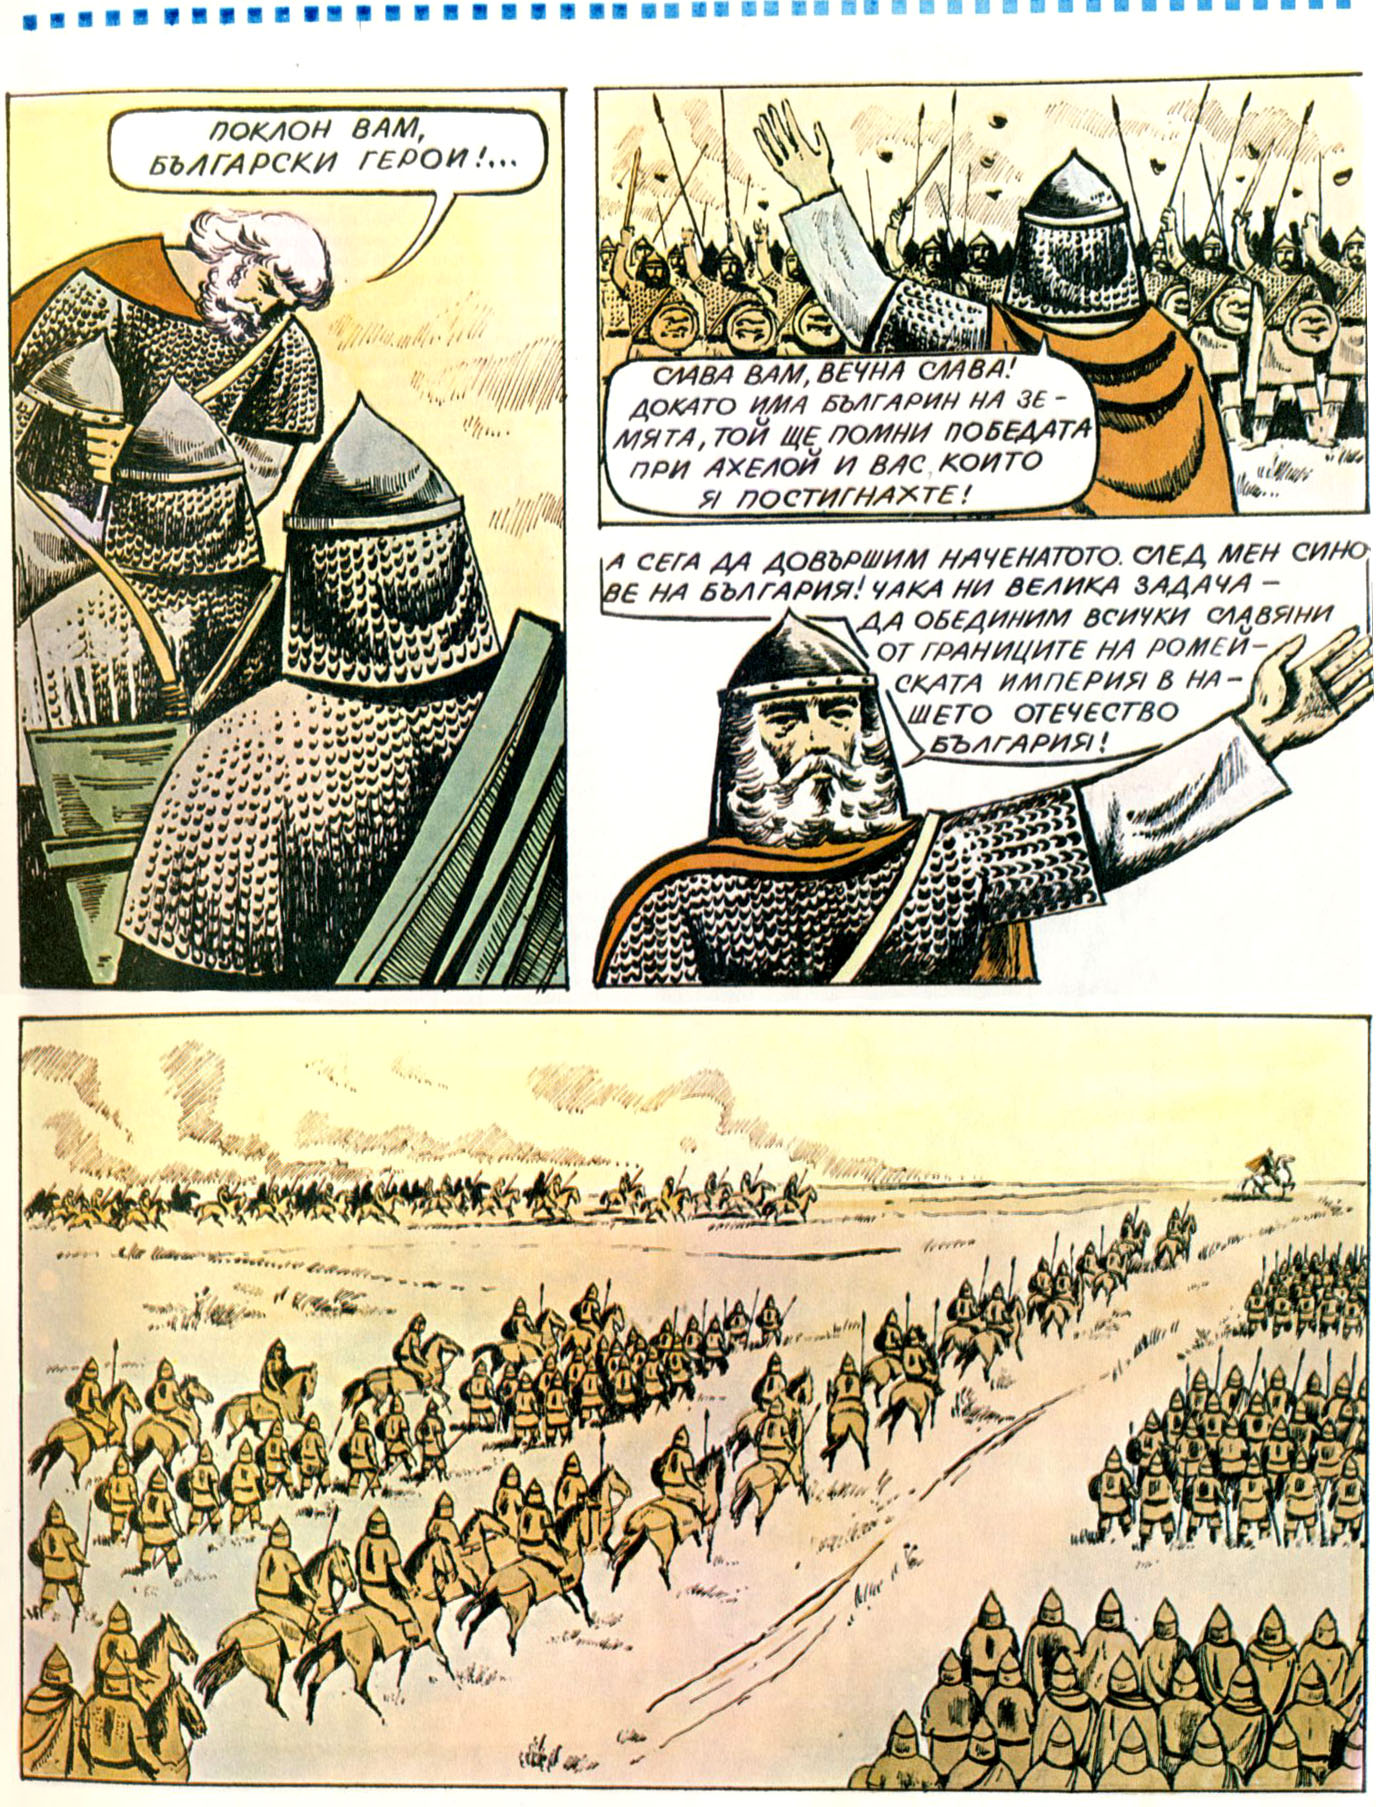 ПОКЛОН ВАМ,
БЪЛГАРСКИ ГЕРОИ!...
СЛАВА ВАМ, ВЕЧНА СЛАВА!
ДОКАТО ИМА БЪЛГАРИН НА ЗЕ-
МЯТА, ТОЙ ЩЕ ПОМНИ ПОБЕДАТА
ПРИ АХЕЛОЙ И ВАС, КОИТО
Я ПОСТИГНАХТЕ!
А СЕГА ДА ДОВЪРШИМ НАЧЕНАТОТО. СЛЕД МЕН СИНО-
ВЕ НА БЪЛГАРИЯ! ЧАКА НИ ВЕЛИКА ЗАДАЧА -
ДА ОБЕДИНИМ ВСИЧКИ СЛАВЯНИ
ОТ ГРАНИЦИТЕ НА РОМЕЙ-
СКАТА ИМПЕРИЯ В НА-
ШЕТО ОТЕЧЕСТВО
БЪЛГАРИЯ!